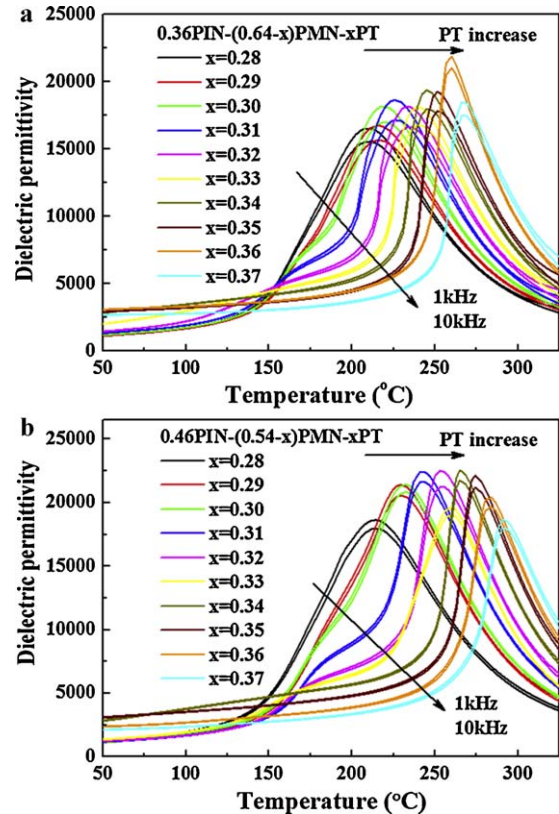 a
0.36PIN-(0.64-x)PMN-xPT
PT increase
x=0.28
x=0.29
x=0.30
x=0.31
x=0.32
x=0.33
x=0.34
x=0.35
x=0.36
x=0.37
1kHz
10kHz
25000
20000
15000
10000
5000
0
Dielectric permittivity
50 100 150 200 250 300
Temperature (°C)
b
0.46PIN-(0.54-x)PMN-xPT
PT increase
x=0.28
x=0.29
x=0.30
x=0.31
x=0.32
x=0.33
x=0.34
x=0.35
x=0.36
x=0.37
1kHz
10kHz
25000
20000
15000
10000
5000
0
Dielectric permittivity
50 100 150 200 250 300
Temperature (°C)